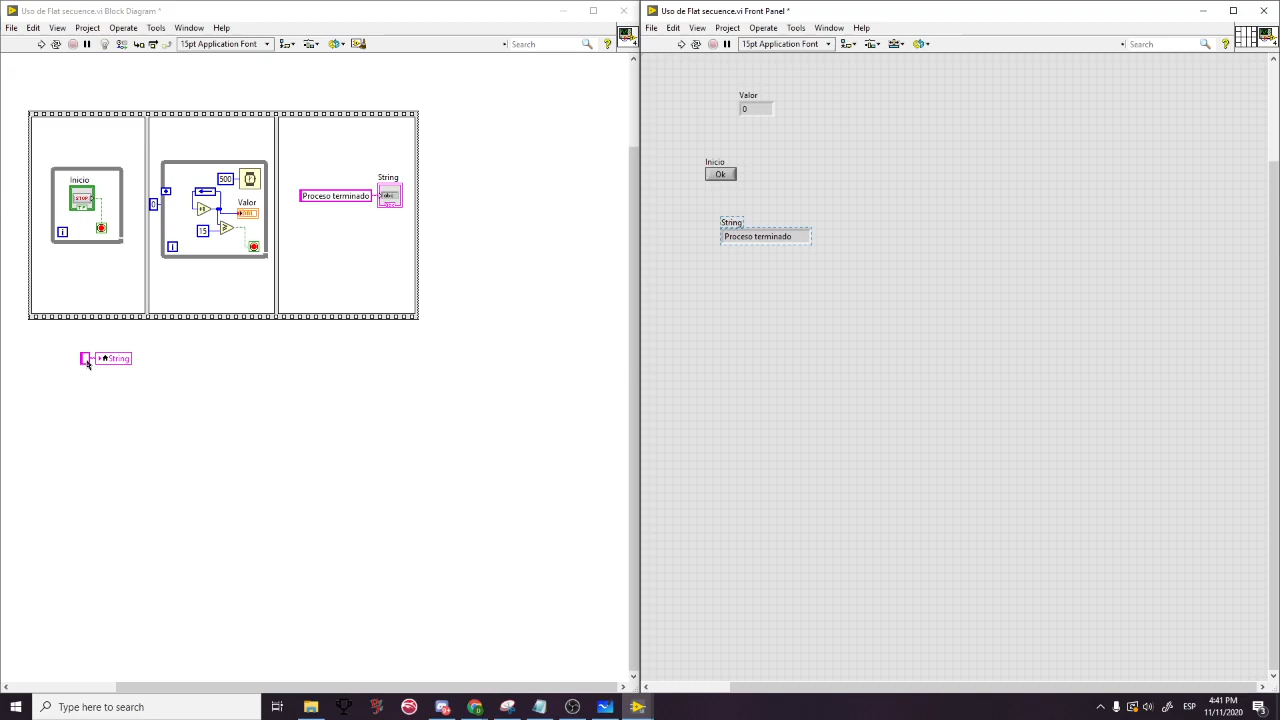 Uso de Flat secuence.vi Block Diagram *
File Edit View Project Operate Tools Window Help
15pt Application Font
Search
Inicio
STOP
i
0
500
Valor
15
i
String
Proceso terminado
abc
String
Uso de Flat secuence.vi Front Panel *
File Edit View Project Operate Tools Window Help
15pt Application Font
Search
Valor
0
Inicio
Ok
String
Proceso terminado
Type here to search
ESP
4:41 PM
11/11/2020
3